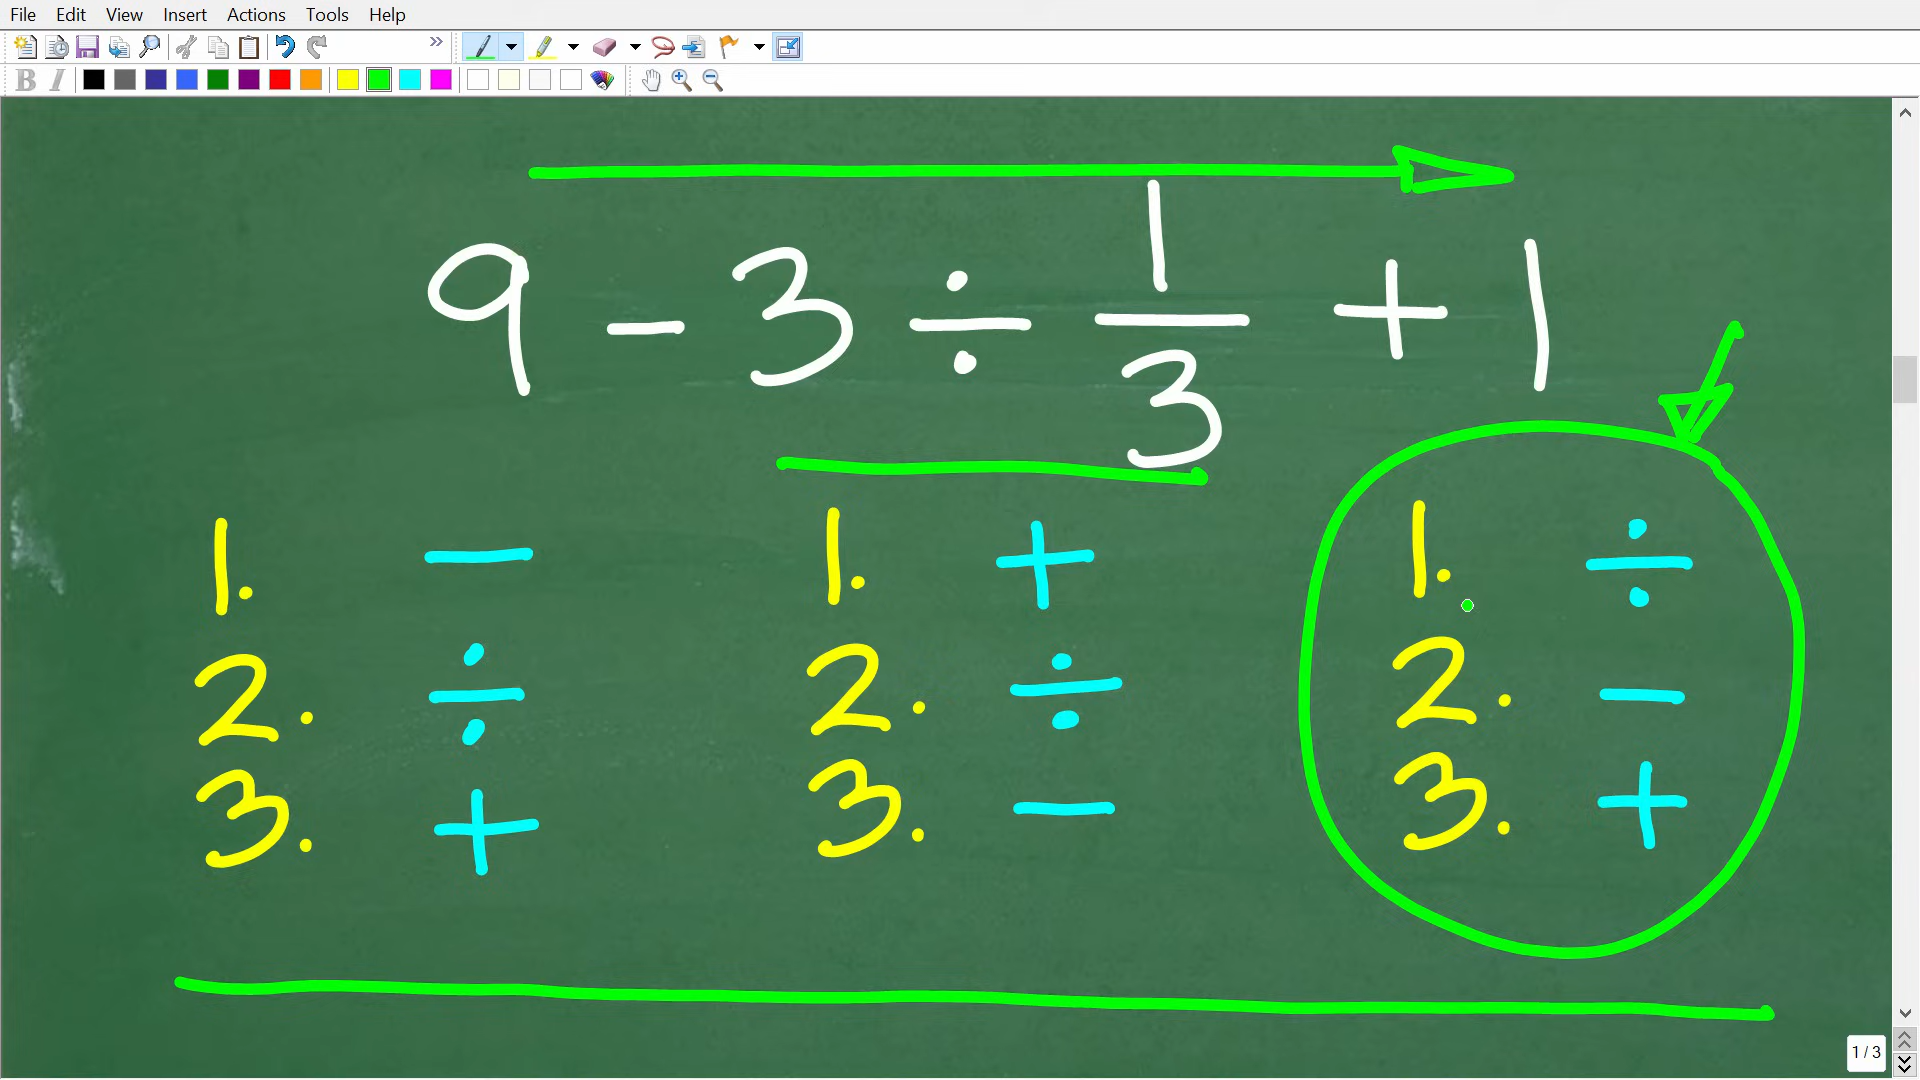 File Edit View Insert Actions Tools Help
B I
9 - 3 ÷ 1/3 + 1
1. - 1. + 1. ÷
2. ÷ 2. ÷ 2. -
3. + 3. - 3. +
1 / 3